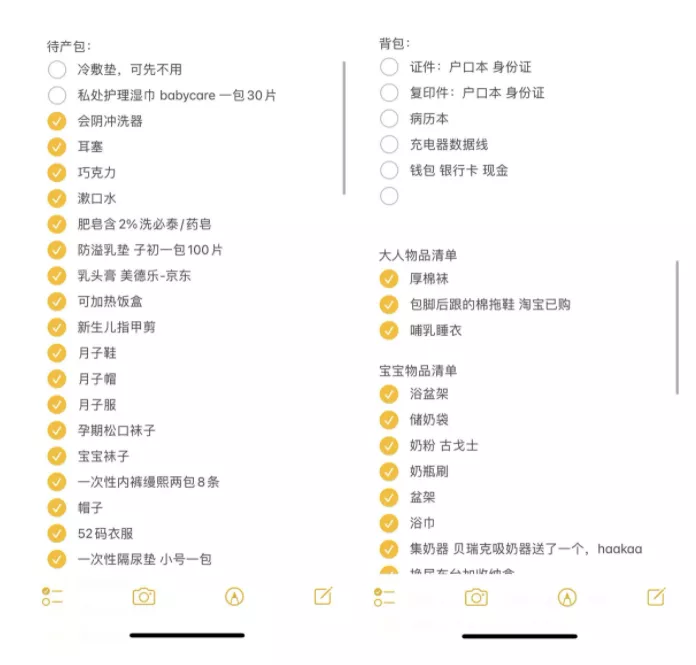 待产包：
冷敷垫，可先不用
私处护理湿巾 babycare 一包30片
会阴冲洗器
耳塞
巧克力
漱口水
肥皂含2%洗必泰/药皂
防溢乳垫 子初一包100片
乳头膏 美德乐-京东
可加热饭盒
新生儿指甲剪
月子鞋
月子帽
月子服
孕期松口袜子
宝宝袜子
一次性内裤缦熙两包8条
帽子
52码衣服
一次性隔尿垫 小号一包
背包：
证件：户口本 身份证
复印件：户口本 身份证
病历本
充电器数据线
钱包 银行卡 现金
大人物品清单
厚棉袜
包脚后跟的棉拖鞋 淘宝已购
哺乳睡衣
宝宝物品清单
浴盆架
储奶袋
奶粉 古戈士
奶瓶刷
盆架
浴巾
集奶器 贝瑞克吸奶器送了一个，haakaa